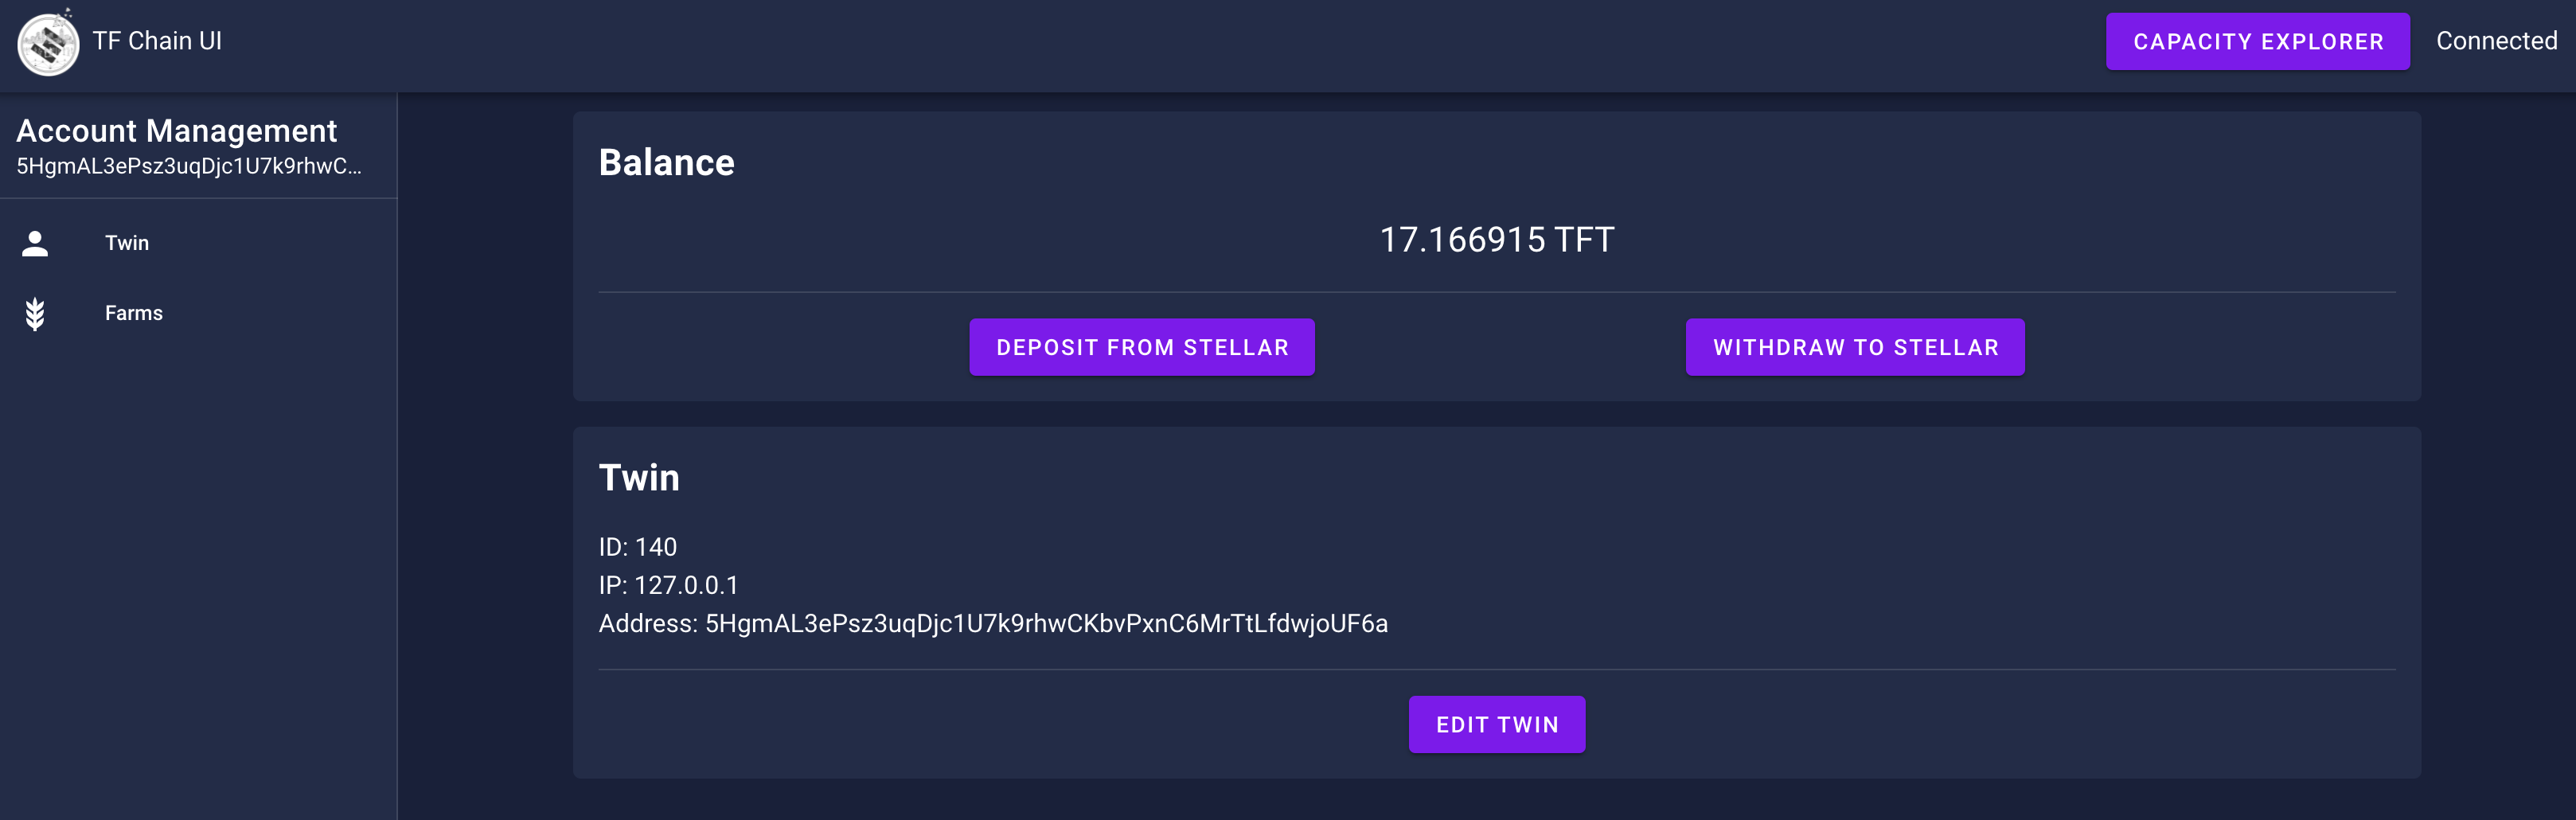 TF Chain UI
CAPACITY EXPLORER
Connected
Account Management
5HgmAL3ePsz3uqDjc1U7k9rhwC...
Twin
Farms
Balance
17.166915 TFT
DEPOSIT FROM STELLAR
WITHDRAW TO STELLAR
Twin
ID: 140
IP: 127.0.0.1
Address: 5HgmAL3ePsz3uqDjc1U7k9rhwCKbvPxnC6MrTtLfdwjoUF6a
EDIT TWIN